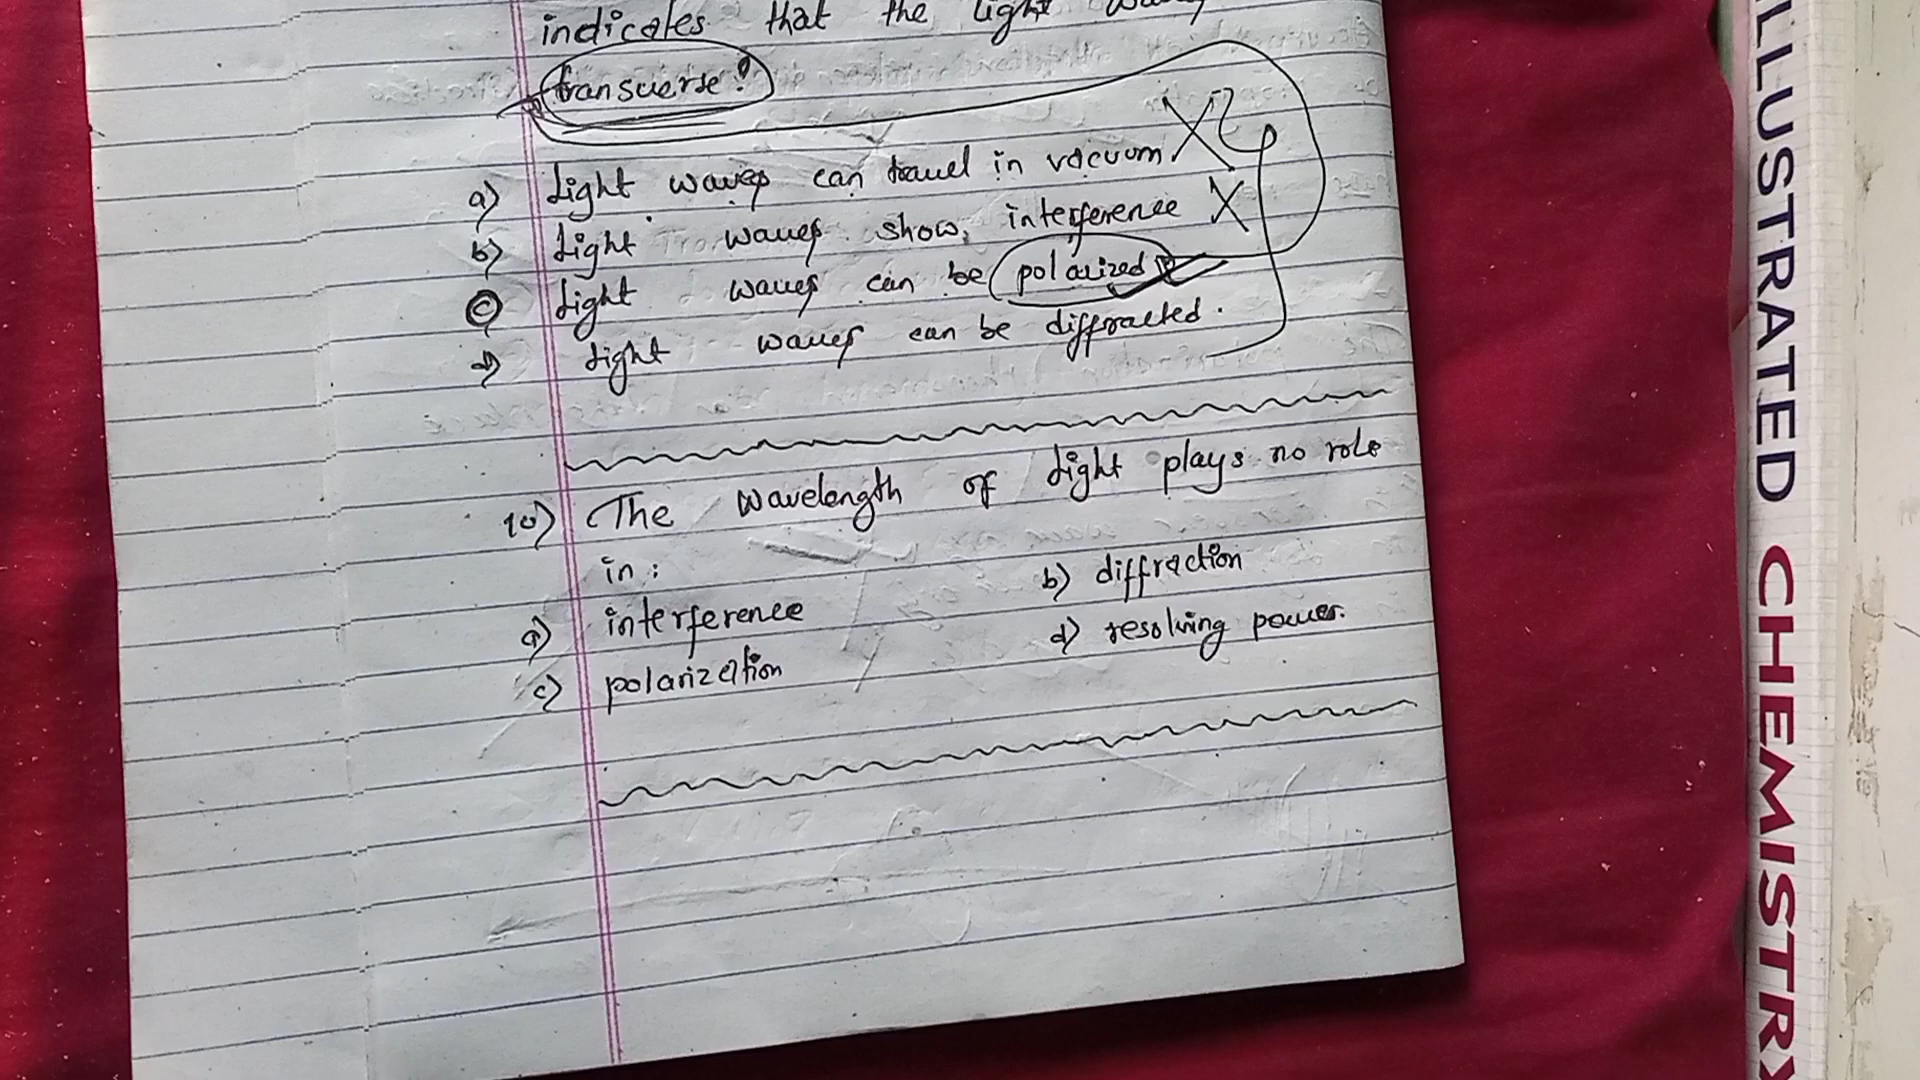 indicates that the light
transverse?
a) Light waves can travel in vacuum
b) Light waves show interference
c Light waves can be polarized
d) Light waves can be diffracted.
10) The wavelength of Light plays no role
in :
a) interference b) diffraction
c) polarization d) resolving power.
ILLUSTRATED CHEMISTRY